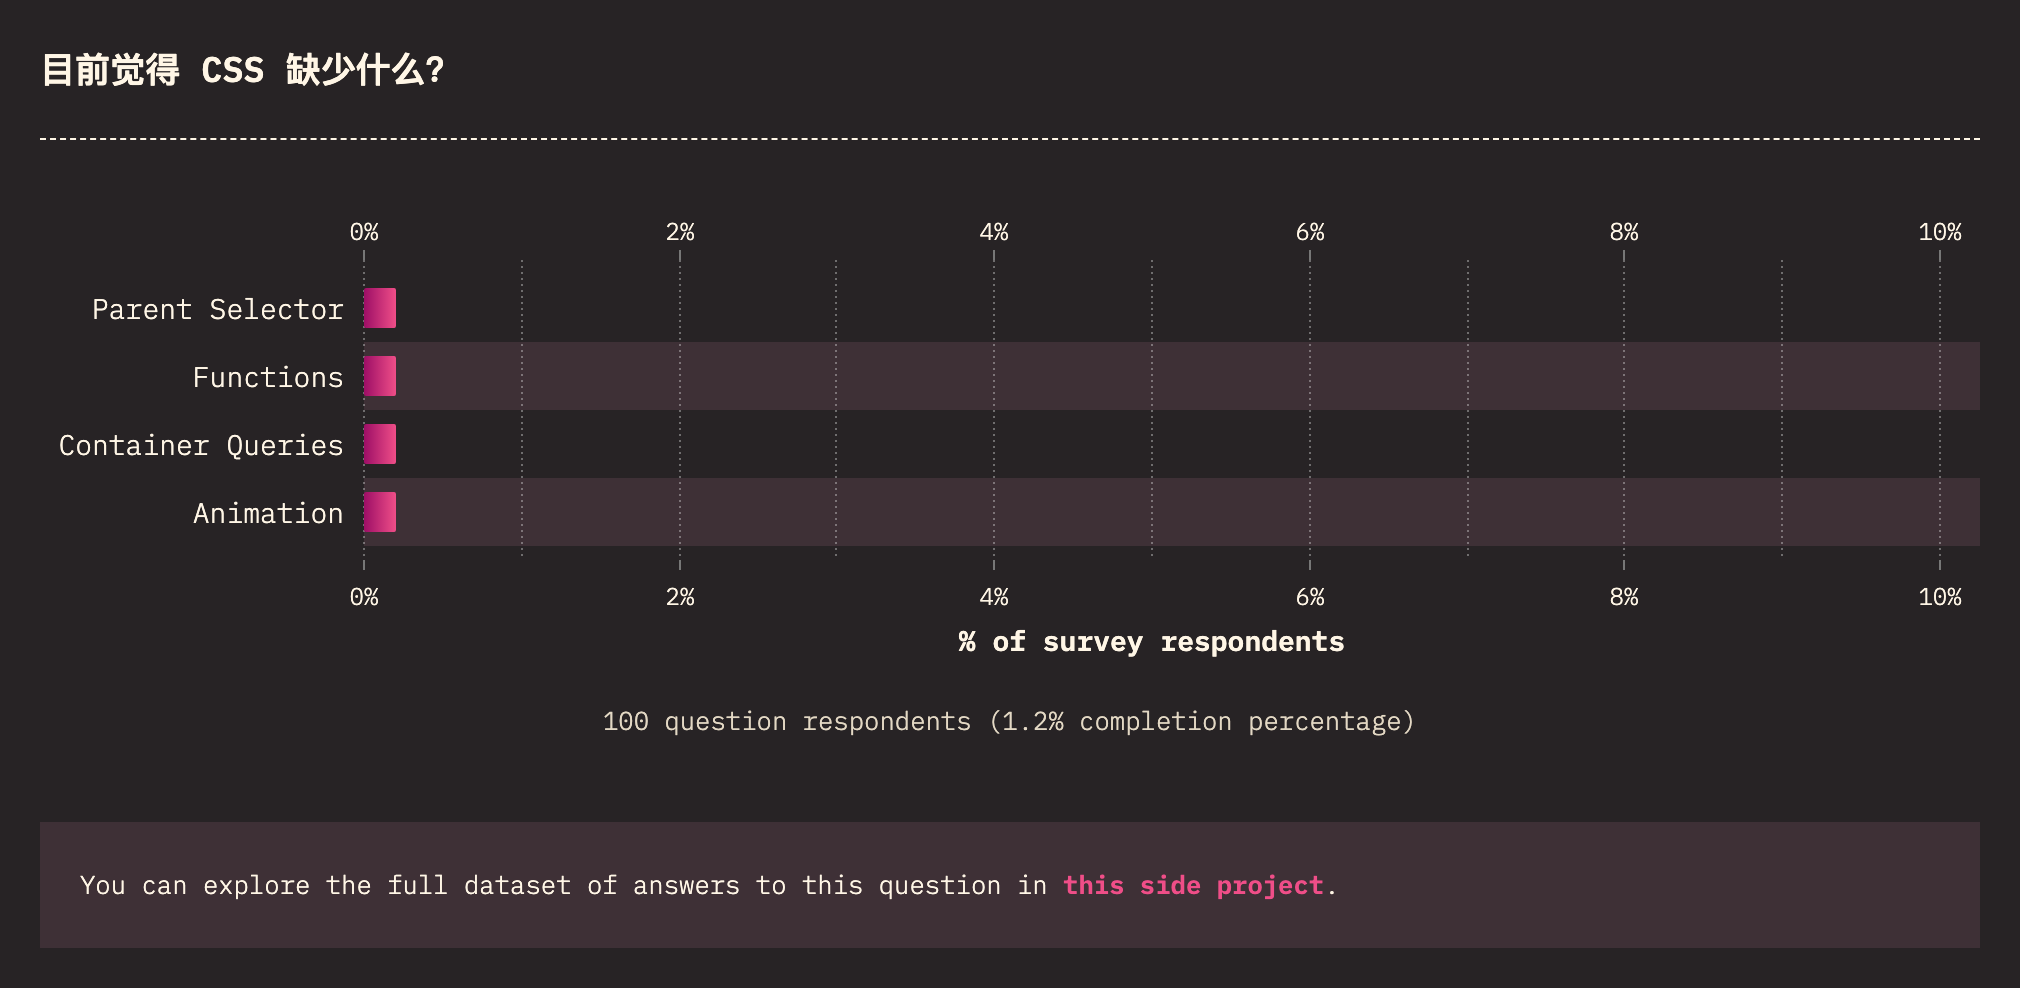 目前觉得 CSS 缺少什么?
0% 2% 4% 6% 8% 10%
Parent Selector
Functions
Container Queries
Animation
0% 2% 4% 6% 8% 10%
% of survey respondents
100 question respondents (1.2% completion percentage)
You can explore the full dataset of answers to this question in this side project.